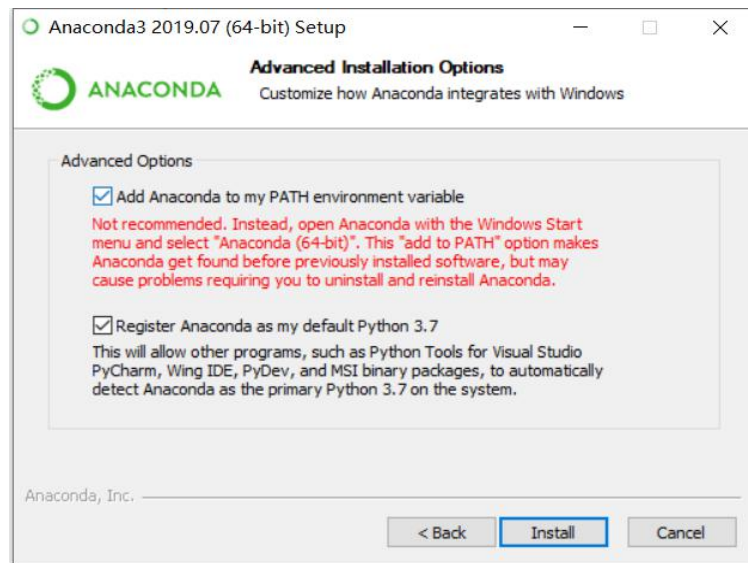 Anaconda3 2019.07 (64-bit) Setup
ANACONDA
Advanced Installation Options
Customize how Anaconda integrates with Windows
Advanced Options
Add Anaconda to my PATH environment variable
Not recommended. Instead, open Anaconda with the Windows Start
menu and select "Anaconda (64-bit)". This "add to PATH" option makes
Anaconda get found before previously installed software, but may
cause problems requiring you to uninstall and reinstall Anaconda.
Register Anaconda as my default Python 3.7
This will allow other programs, such as Python Tools for Visual Studio
PyCharm, Wing IDE, PyDev, and MSI binary packages, to automatically
detect Anaconda as the primary Python 3.7 on the system.
Anaconda, Inc.
< Back
Install
Cancel